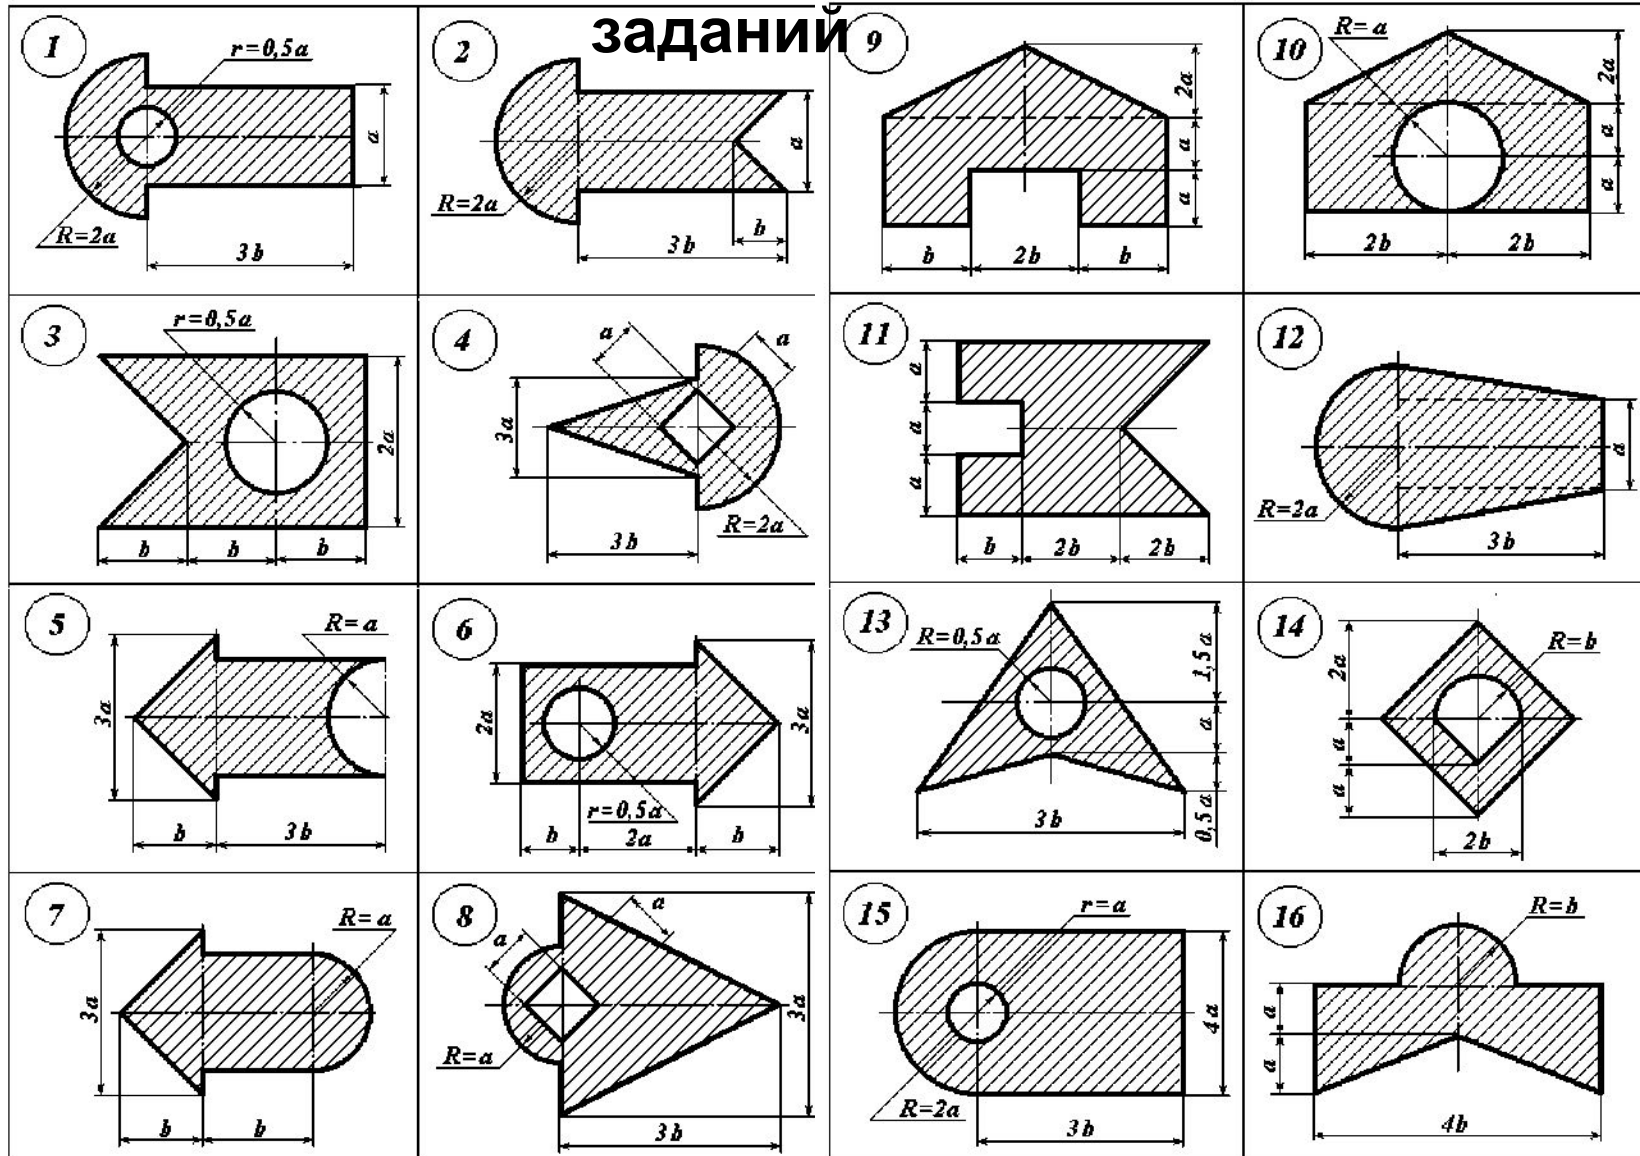 заданий
1
r=0,5a
a
R=2a
3b
2
a
R=2a
b
3b
3
r=0,5a
2a
b
b
b
4
a
a
3a
R=2a
3b
5
R=a
3a
b
3b
6
2a
3a
r=0,5a
b
2a
b
7
R=a
3a
b
b
8
a
a
3a
R=a
3b
9
2a
a
a
b
2b
b
10
R=a
2a
a
a
2b
2b
11
a
a
a
b
2b
2b
12
a
R=2a
3b
13
R=0,5a
1,5a
a
0,5a
3b
14
R=b
2a
a
a
2b
15
r=a
4a
R=2a
3b
16
R=b
a
a
4b